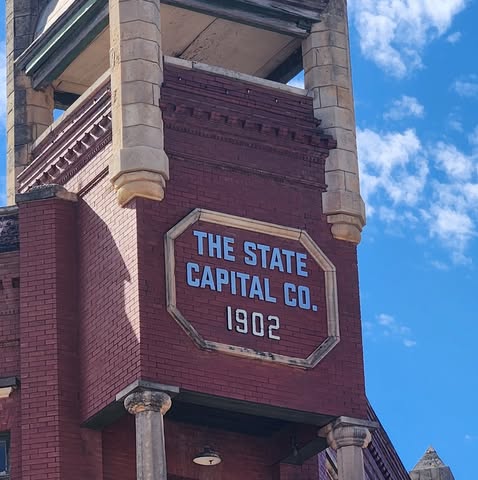 THE STATE
CAPITAL CO.
1902